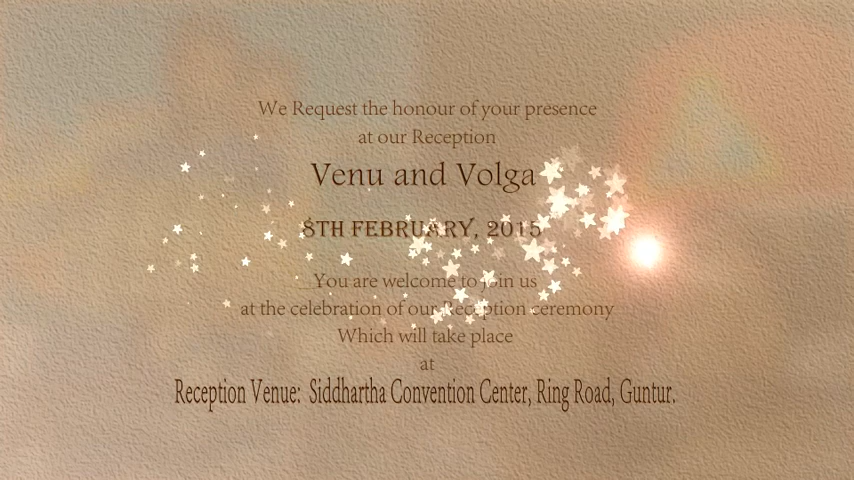 We Request the honour of your presence
at our Reception
Venu and Volga
8TH FEBRUARY, 2015
You are welcome to join us
at the celebration of our Reception ceremony
Which will take place
at
Reception Venue: Siddhartha Convention Center, Ring Road, Guntur.